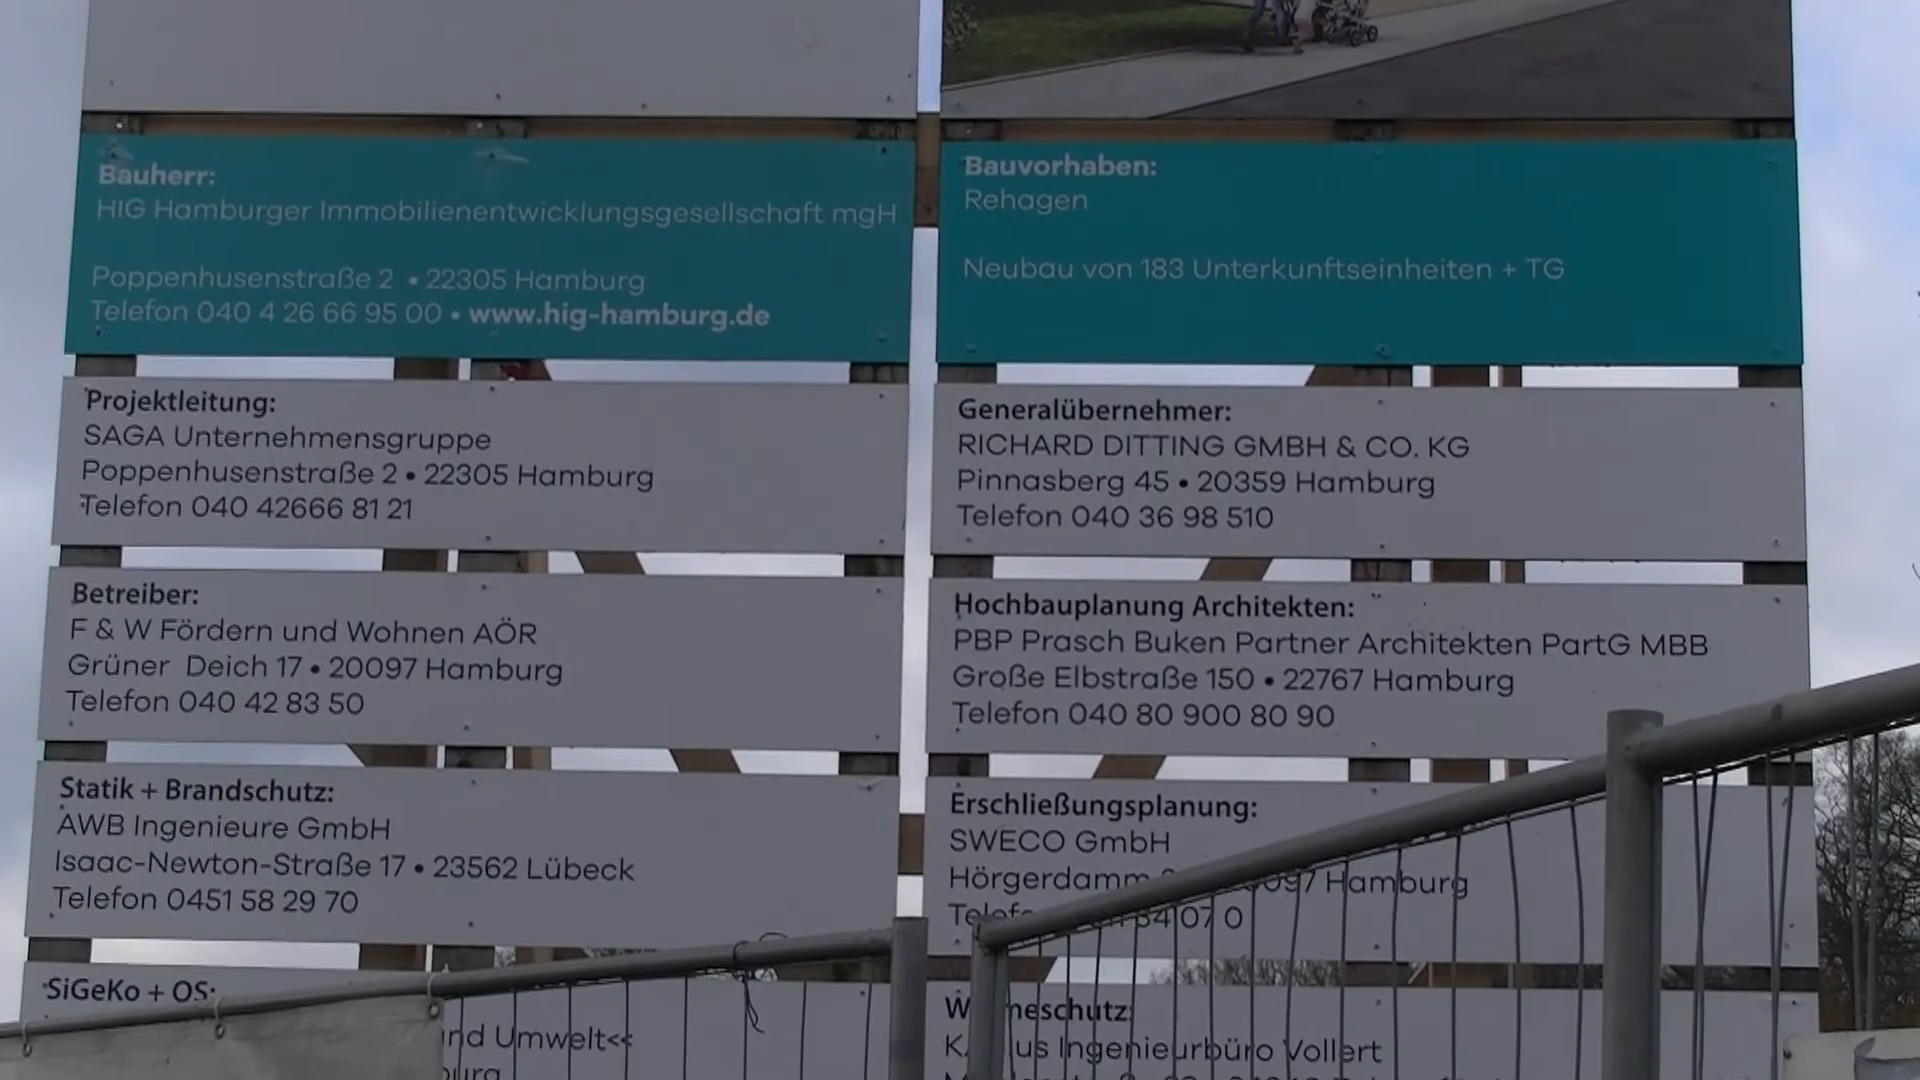 Bauherr:
HIG Hamburger Immobilienentwicklungsgesellschaft mgH
Poppenhusenstraße 2 • 22305 Hamburg
Telefon 040 4 26 66 95 00 • www.hig-hamburg.de
Projektleitung:
SAGA Unternehmensgruppe
Poppenhusenstraße 2 • 22305 Hamburg
Telefon 040 42666 81 21
Betreiber:
F & W Fördern und Wohnen AÖR
Grüner Deich 17 • 20097 Hamburg
Telefon 040 42 83 50
Statik + Brandschutz:
AWB Ingenieure GmbH
Isaac-Newton-Straße 17 • 23562 Lübeck
Telefon 0451 58 29 70
SiGeKo + OS:
und Umwelt<<
Bauvorhaben:
Rehagen
Neubau von 183 Unterkunftseinheiten + TG
Generalübernehmer:
RICHARD DITTING GMBH & CO. KG
Pinnasberg 45 • 20359 Hamburg
Telefon 040 36 98 510
Hochbauplanung Architekten:
PBP Prasch Buken Partner Architekten PartG MBB
Große Elbstraße 150 • 22767 Hamburg
Telefon 040 80 900 80 90
Erschließungsplanung:
SWECO GmbH
Hamburg
07 0
Wärmeschutz:
Ingenieurbüro Vollert